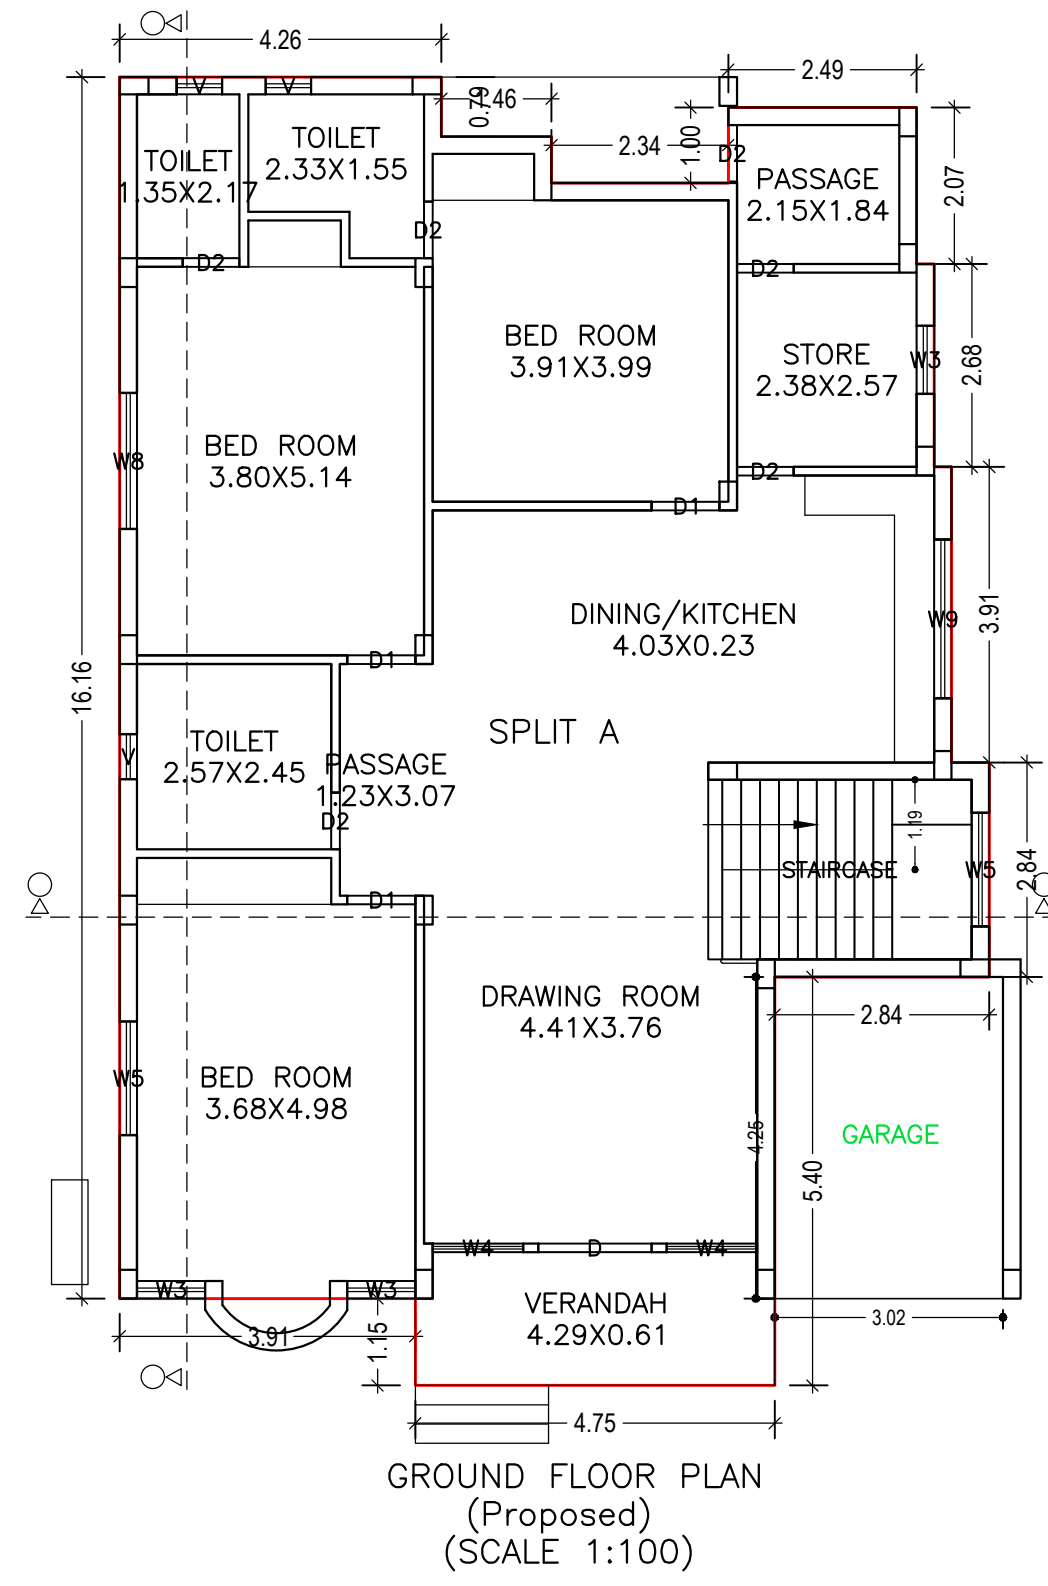 4.26
2.49
V
V
0.79
1.46
TOILET
2.33X1.55
2.34
1.00
D2
TOILET
1.35X2.17
PASSAGE
2.15X1.84
2.07
D2
D2
D2
BED ROOM
3.91X3.99
STORE
2.38X2.57
W3
2.68
BED ROOM
3.80X5.14
W8
D2
D1
DINING/KITCHEN
4.03X0.23
W9
3.91
16.16
D1
SPLIT A
TOILET
2.57X2.45
V
PASSAGE
1.23X3.07
D2
1.19
STAIRCASE
W5
2.84
D1
DRAWING ROOM
4.41X3.76
2.84
BED ROOM
3.68X4.98
W5
4.25
5.40
GARAGE
W4
D
W4
W3
W3
VERANDAH
4.29X0.61
3.02
3.91
1.15
4.75
GROUND FLOOR PLAN
(Proposed)
(SCALE 1:100)